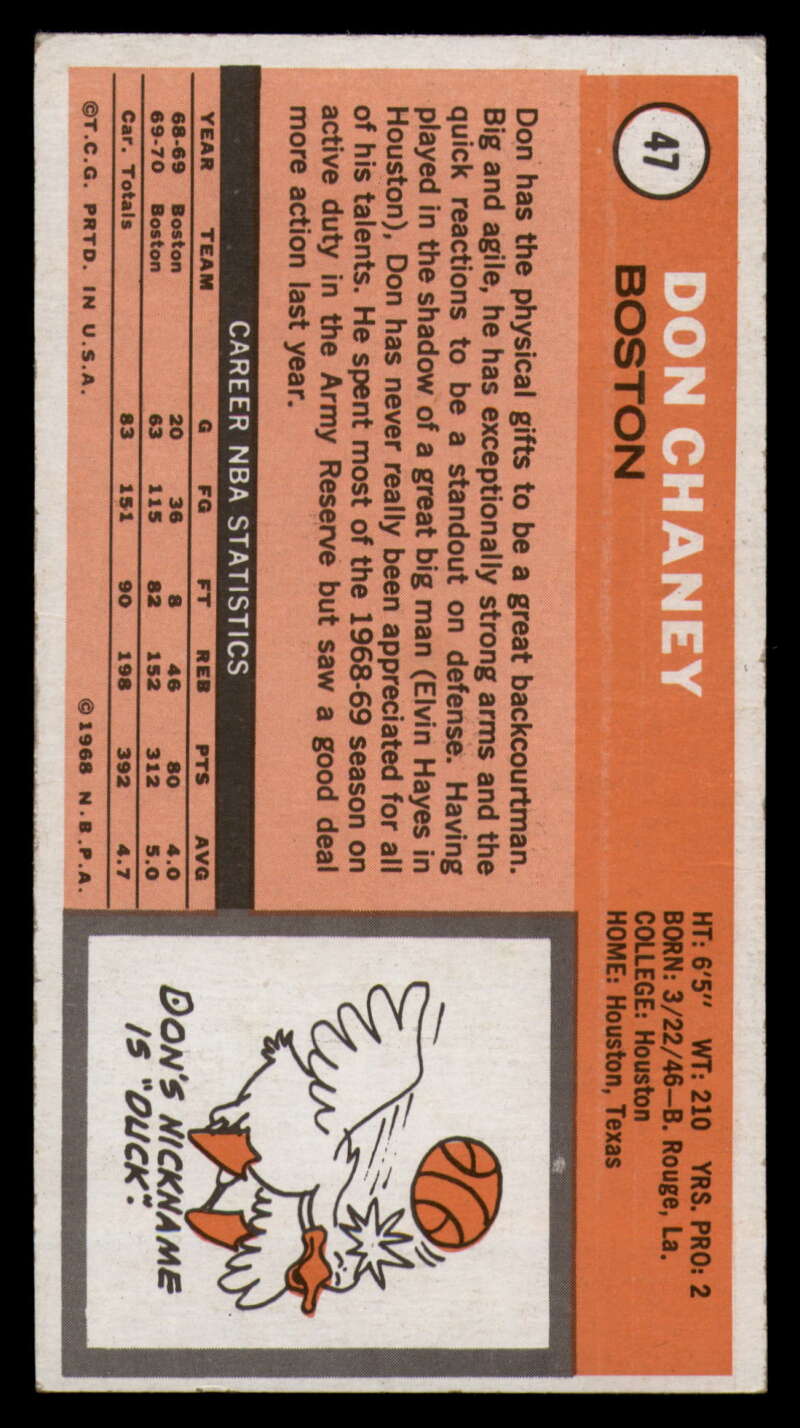 47
DON CHANEY
BOSTON
HT: 6'5" WT: 210 YRS. PRO: 2
BORN: 3/22/46—B. Rouge, La.
COLLEGE: Houston
HOME: Houston, Texas
Don has the physical gifts to be a great backcourtman.
Big and agile, he has exceptionally strong arms and the
quick reactions to be a standout on defense. Having
played in the shadow of a great big man (Elvin Hayes in
Houston), Don has never really been appreciated for all
of his talents. He spent most of the 1968-69 season on
active duty in the Army Reserve but saw a good deal
more action last year.
CAREER NBA STATISTICS
YEAR TEAM G FG FT REB PTS AVG
68-69 Boston 20 36 8 46 80 4.0
69-70 Boston 63 115 82 152 312 5.0
Car. Totals 83 151 90 198 392 4.7
©T.C.G. PRTD. IN U.S.A. ©1968 N.B.P.A.
DON'S NICKNAME
IS "DUCK".